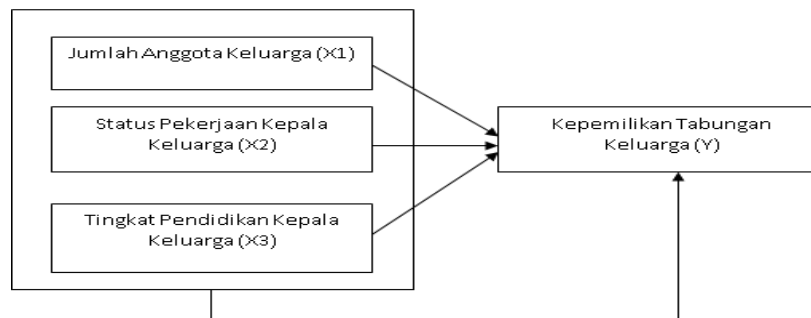 Jumlah Anggota Keluarga (X1)
Status Pekerjaan Kepala
Keluarga (X2)
Tingkat Pendidikan Kepala
Keluarga (X3)
Kepemilikan Tabungan
Keluarga (Y)